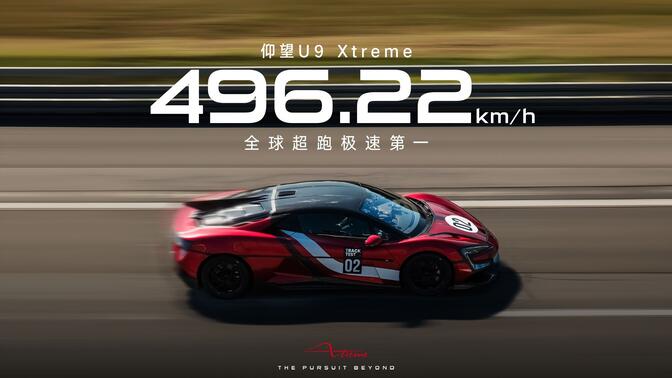 仰望U9 Xtreme
496.22km/h
全球超跑极速第一
02
TRACK
TEST
02
Xtreme
THE PURSUIT BEYOND